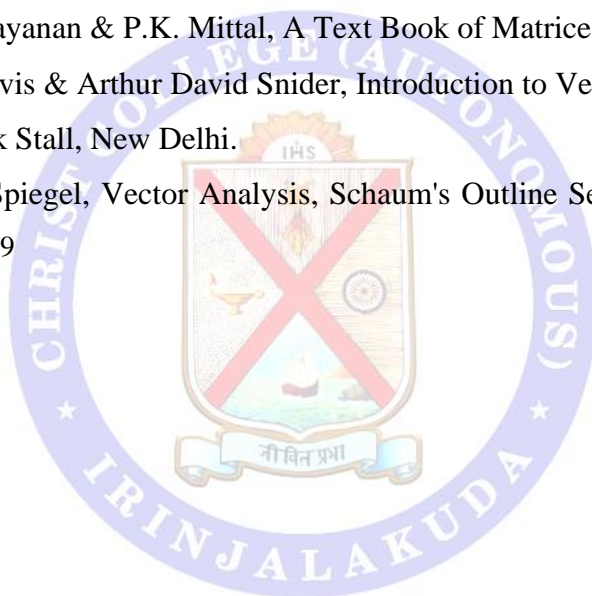 ayanan & P.K. Mittal, A Text Book of Matrice
vis & Arthur David Snider, Introduction to Ve
k Stall, New Delhi.
Spiegel, Vector Analysis, Schaum's Outline Se
9
CHRIST COLLEGE (AUTONOMOUS)
IHS
जीवित प्रभा
★ IRINJALAKUDA ★